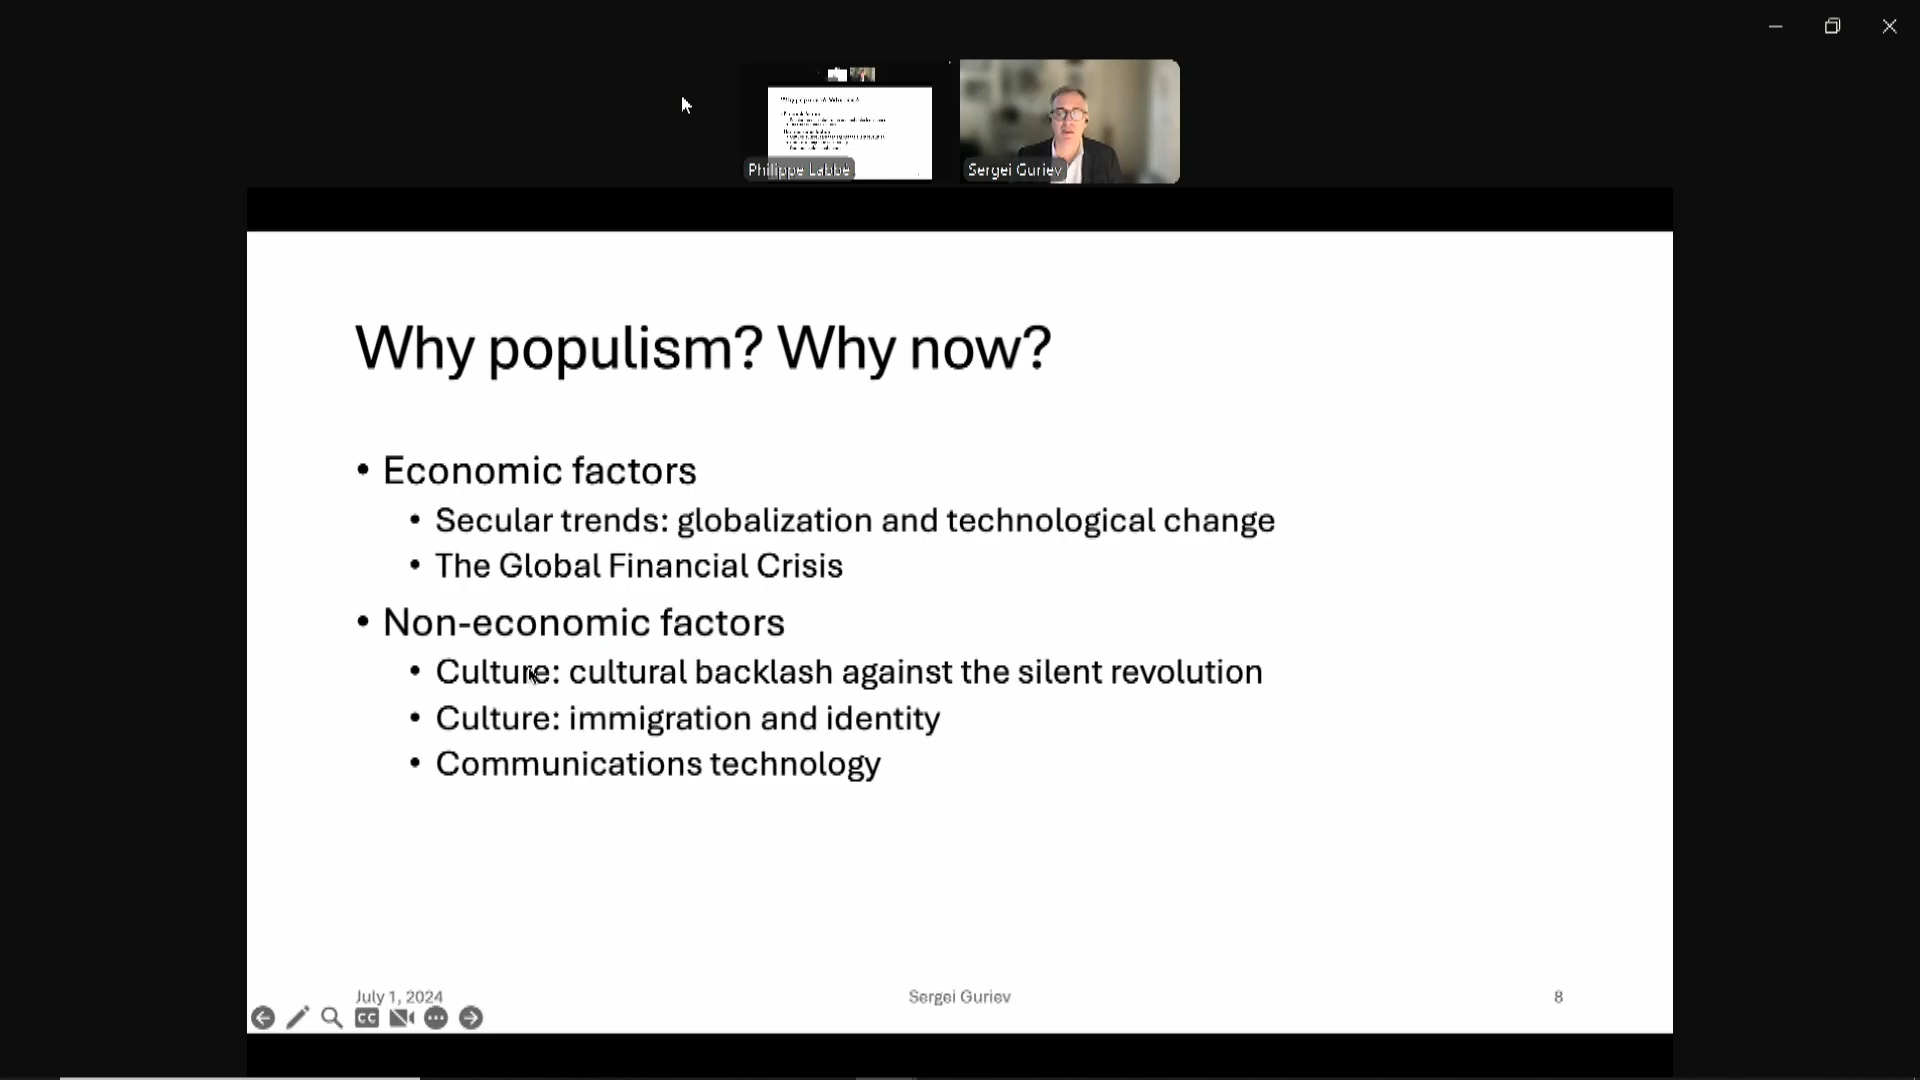 Philippe Labbé
Sergei Guriev
Why populism? Why now?
• Economic factors
• Secular trends: globalization and technological change
• The Global Financial Crisis
• Non-economic factors
• Culture: cultural backlash against the silent revolution
• Culture: immigration and identity
• Communications technology
July 1, 2024
Sergei Guriev
8
CC